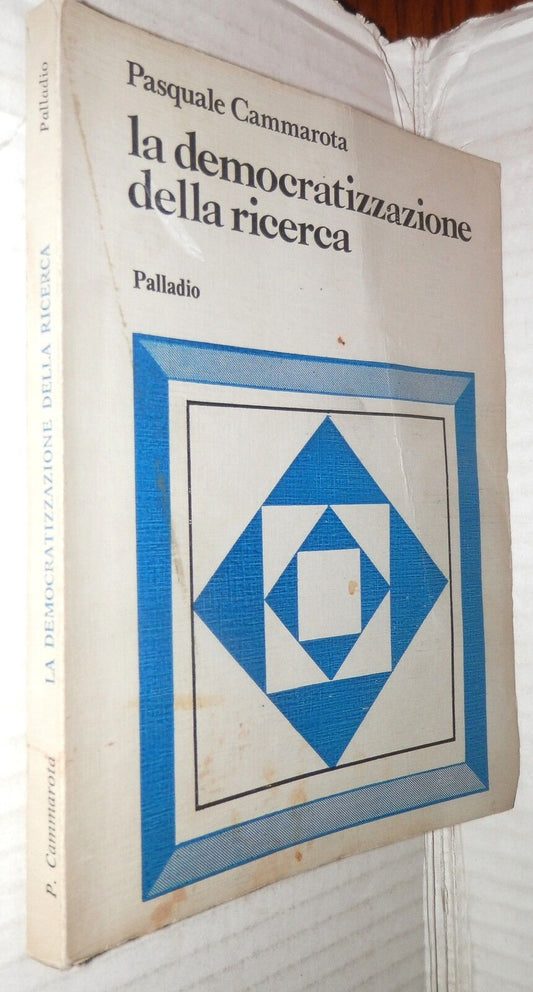 Pasquale Cammarota
la democratizzazione
della ricerca
Palladio
P. Cammarota
LA DEMOCRATIZZAZIONE DELLA RICERCA
Palladio